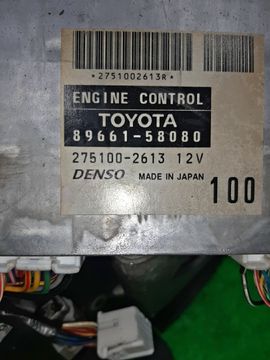 *2751002613R*
ENGINE CONTROL
TOYOTA
89661-58080
275100-2613 12V
DENSO MADE IN JAPAN 100